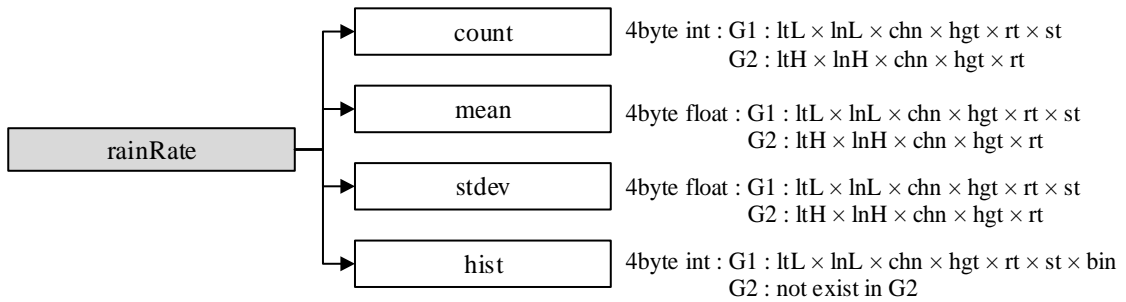 count
4byte int : G1 : ltL × lnL × chn × hgt × rt × st
G2 : ltH × lnH × chn × hgt × rt
mean
4byte float : G1 : ltL × lnL × chn × hgt × rt × st
G2 : ltH × lnH × chn × hgt × rt
rainRate
stdev
4byte float : G1 : ltL × lnL × chn × hgt × rt × st
G2 : ltH × lnH × chn × hgt × rt
hist
4byte int : G1 : ltL × lnL × chn × hgt × rt × st × bin
G2 : not exist in G2